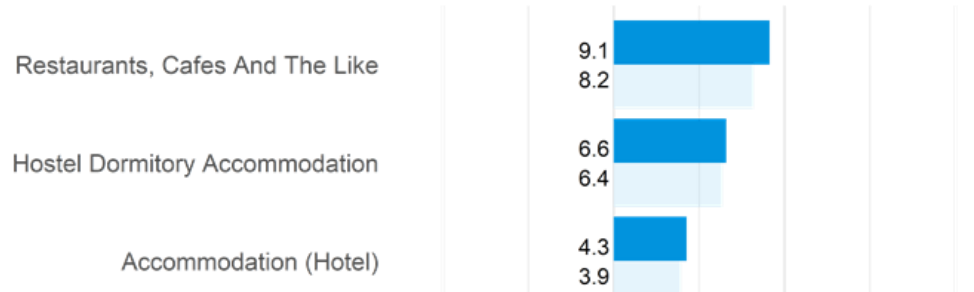 Restaurants, Cafes And The Like
9.1
8.2
Hostel Dormitory Accommodation
6.6
6.4
Accommodation (Hotel)
4.3
3.9